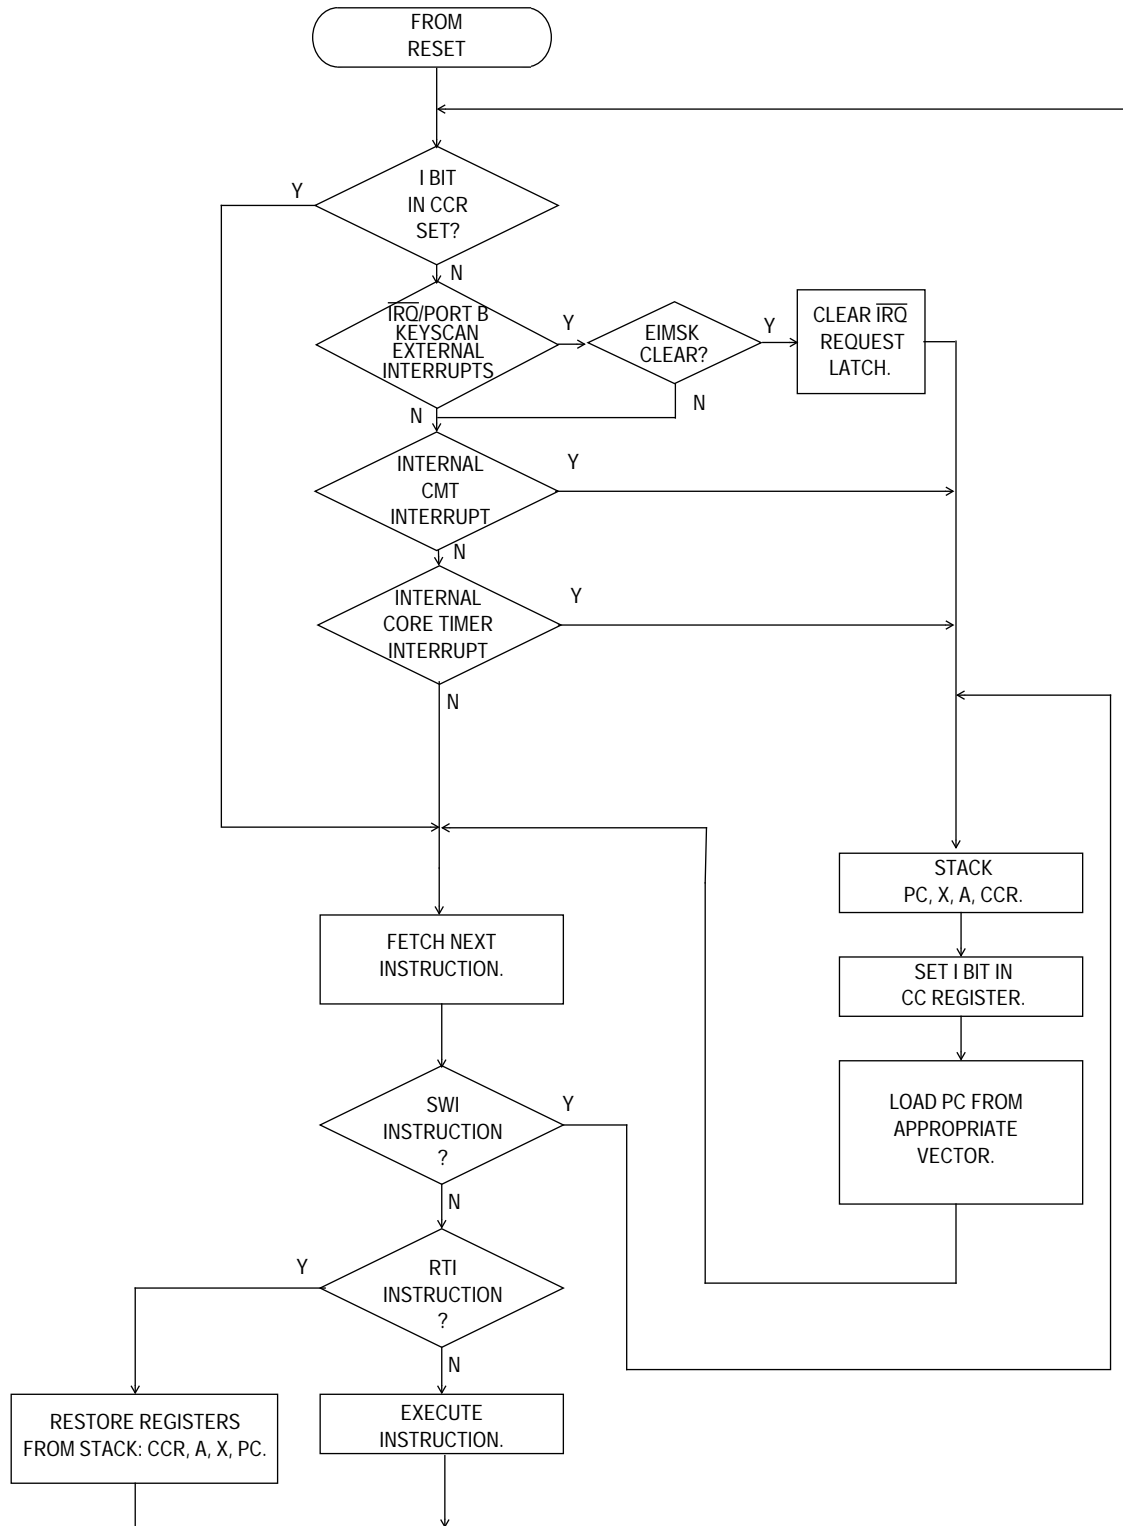 FROM
RESET
Y
I BIT
IN CCR
SET?
N
IRQ/PORT B
KEYSCAN
EXTERNAL
INTERRUPTS
Y
EIMSK
CLEAR?
Y
CLEAR IRQ
REQUEST
LATCH.
N
N
INTERNAL
CMT
INTERRUPT
Y
N
INTERNAL
CORE TIMER
INTERRUPT
Y
N
STACK
PC, X, A, CCR.
FETCH NEXT
INSTRUCTION.
SET I BIT IN
CC REGISTER.
SWI
INSTRUCTION
?
Y
LOAD PC FROM
APPROPRIATE
VECTOR.
N
Y
RTI
INSTRUCTION
?
N
RESTORE REGISTERS
FROM STACK: CCR, A, X, PC.
EXECUTE
INSTRUCTION.